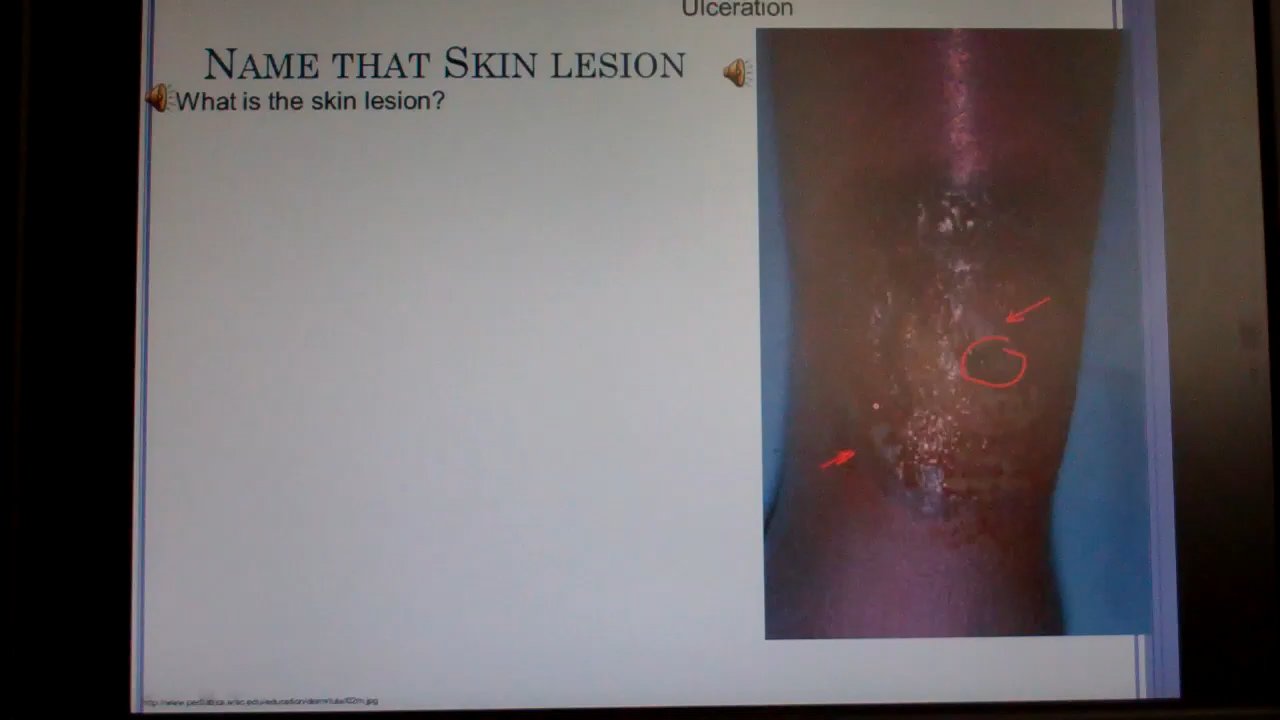 Ulceration
NAME THAT SKIN LESION
What is the skin lesion?